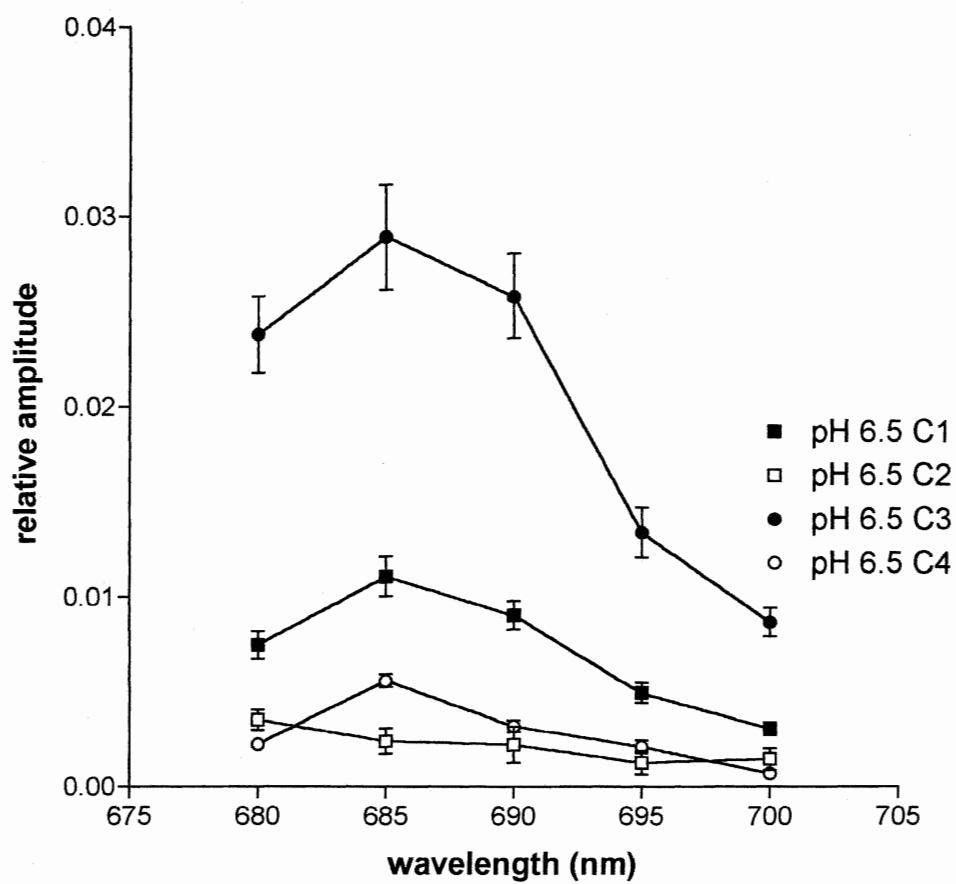 0.04
0.03
0.02
0.01
0.00
relative amplitude
675 680 685 690 695 700 705
wavelength (nm)
pH 6.5 C1
pH 6.5 C2
pH 6.5 C3
pH 6.5 C4